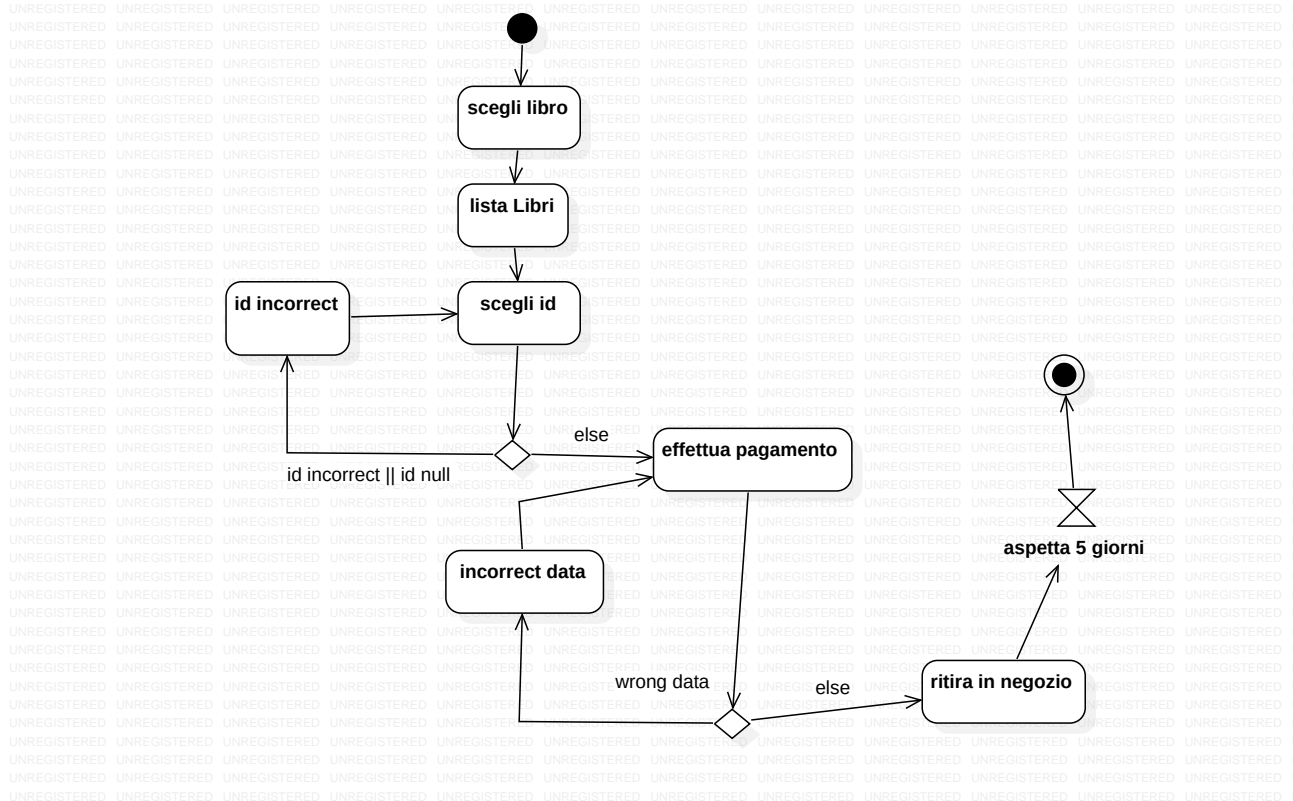 scegli libro
lista Libri
id incorrect
scegli id
else
effettua pagamento
id incorrect || id null
aspetta 5 giorni
incorrect data
wrong data
else
ritira in negozio
UNREGISTERED